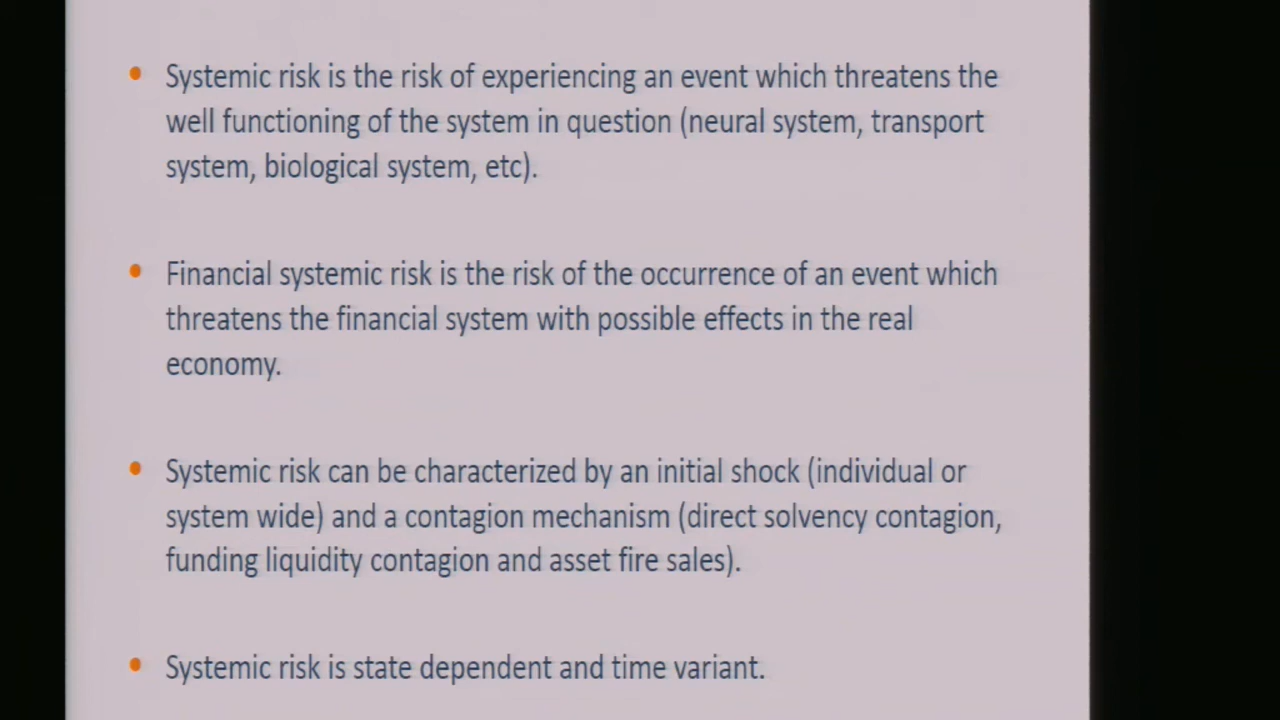 • Systemic risk is the risk of experiencing an event which threatens the
well functioning of the system in question (neural system, transport
system, biological system, etc).
• Financial systemic risk is the risk of the occurrence of an event which
threatens the financial system with possible effects in the real
economy.
• Systemic risk can be characterized by an initial shock (individual or
system wide) and a contagion mechanism (direct solvency contagion,
funding liquidity contagion and asset fire sales).
• Systemic risk is state dependent and time variant.